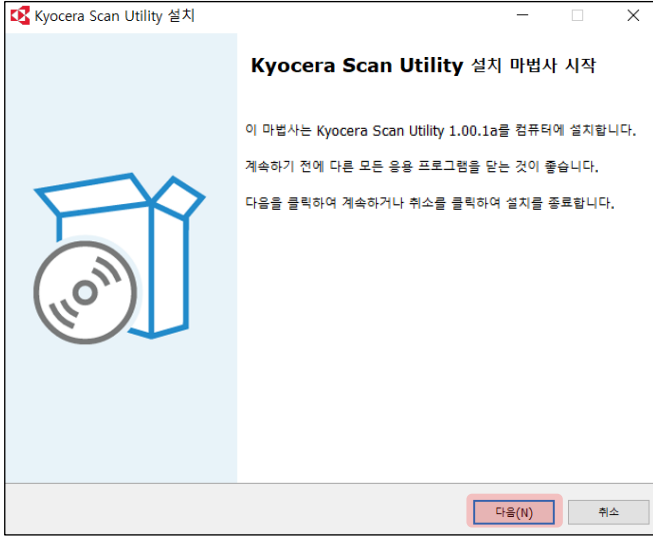 Kyocera Scan Utility 설치
Kyocera Scan Utility 설치 마법사 시작
이 마법사는 Kyocera Scan Utility 1.00.1a를 컴퓨터에 설치합니다.
계속하기 전에 다른 모든 응용 프로그램을 닫는 것이 좋습니다.
다음을 클릭하여 계속하거나 취소를 클릭하여 설치를 종료합니다.
다음(N) 취소